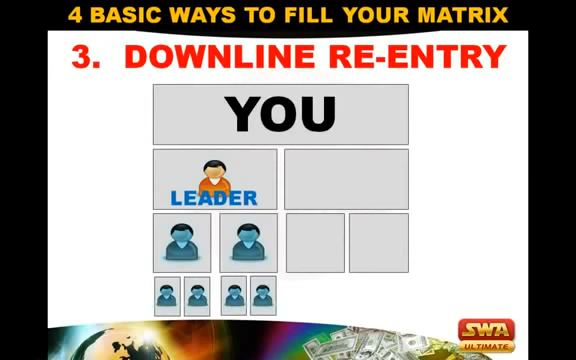 4 BASIC WAYS TO FILL YOUR MATRIX
3. DOWNLINE RE-ENTRY
YOU
LEADER
SWA
ULTIMATE